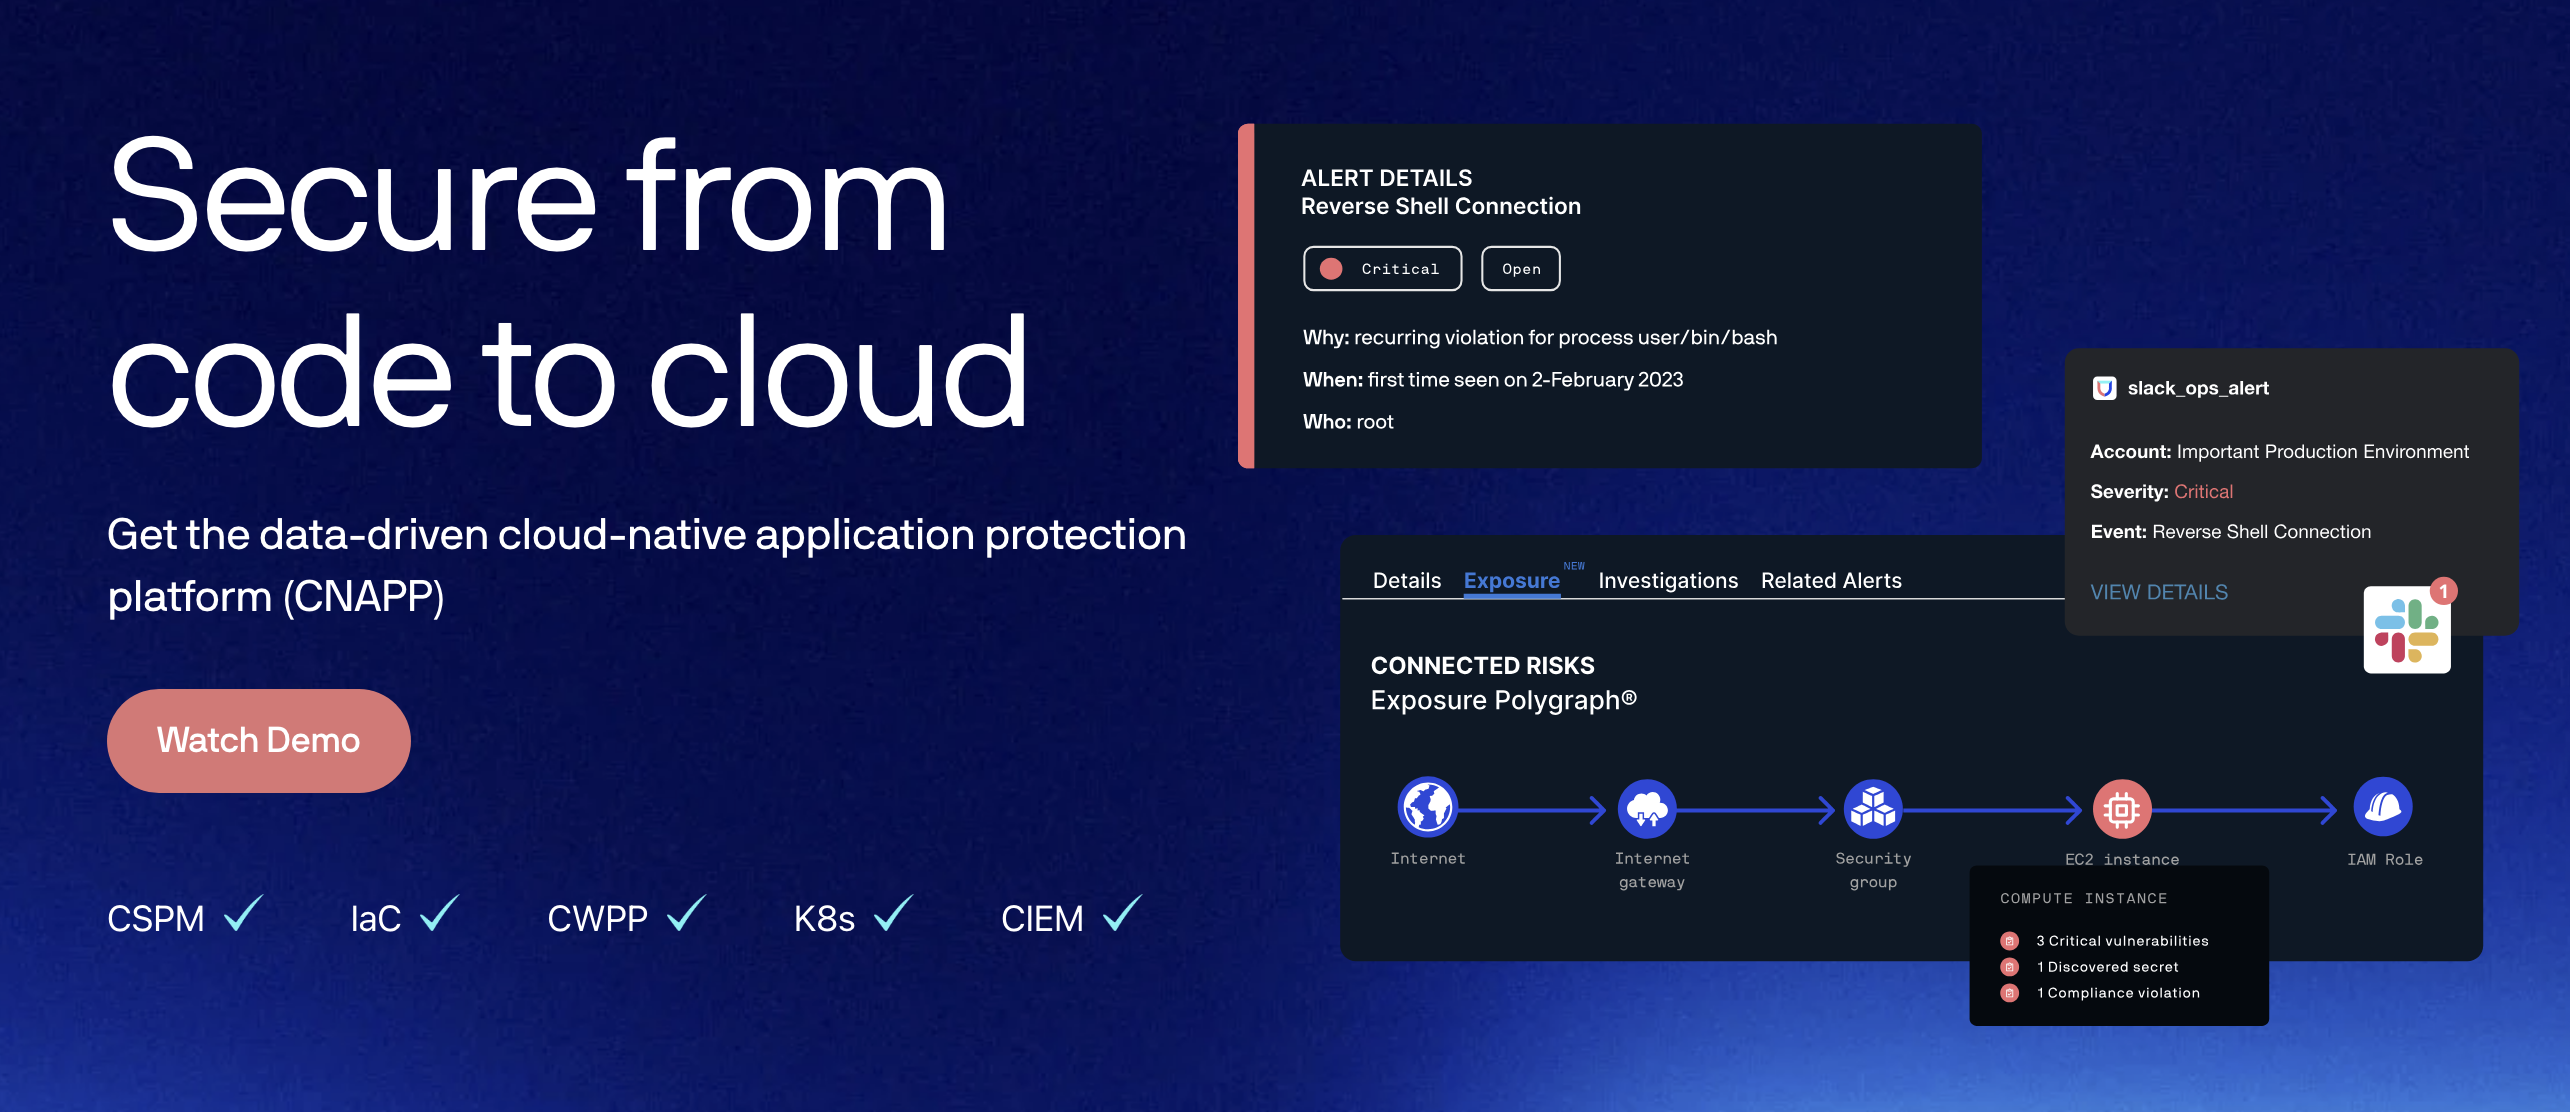 Secure from
code to cloud
Get the data-driven cloud-native application protection
platform (CNAPP)
Watch Demo
CSPM
IaC
CWPP
K8s
CIEM
ALERT DETAILS
Reverse Shell Connection
Critical
Open
Why: recurring violation for process user/bin/bash
When: first time seen on 2-February 2023
Who: root
slack_ops_alert
Account: Important Production Environment
Severity: Critical
Event: Reverse Shell Connection
VIEW DETAILS
1
Details Exposure NEW Investigations Related Alerts
CONNECTED RISKS
Exposure Polygraph®
Internet
Internet
gateway
Security
group
EC2 instance
IAM Role
COMPUTE INSTANCE
3 Critical vulnerabilities
1 Discovered secret
1 Compliance violation